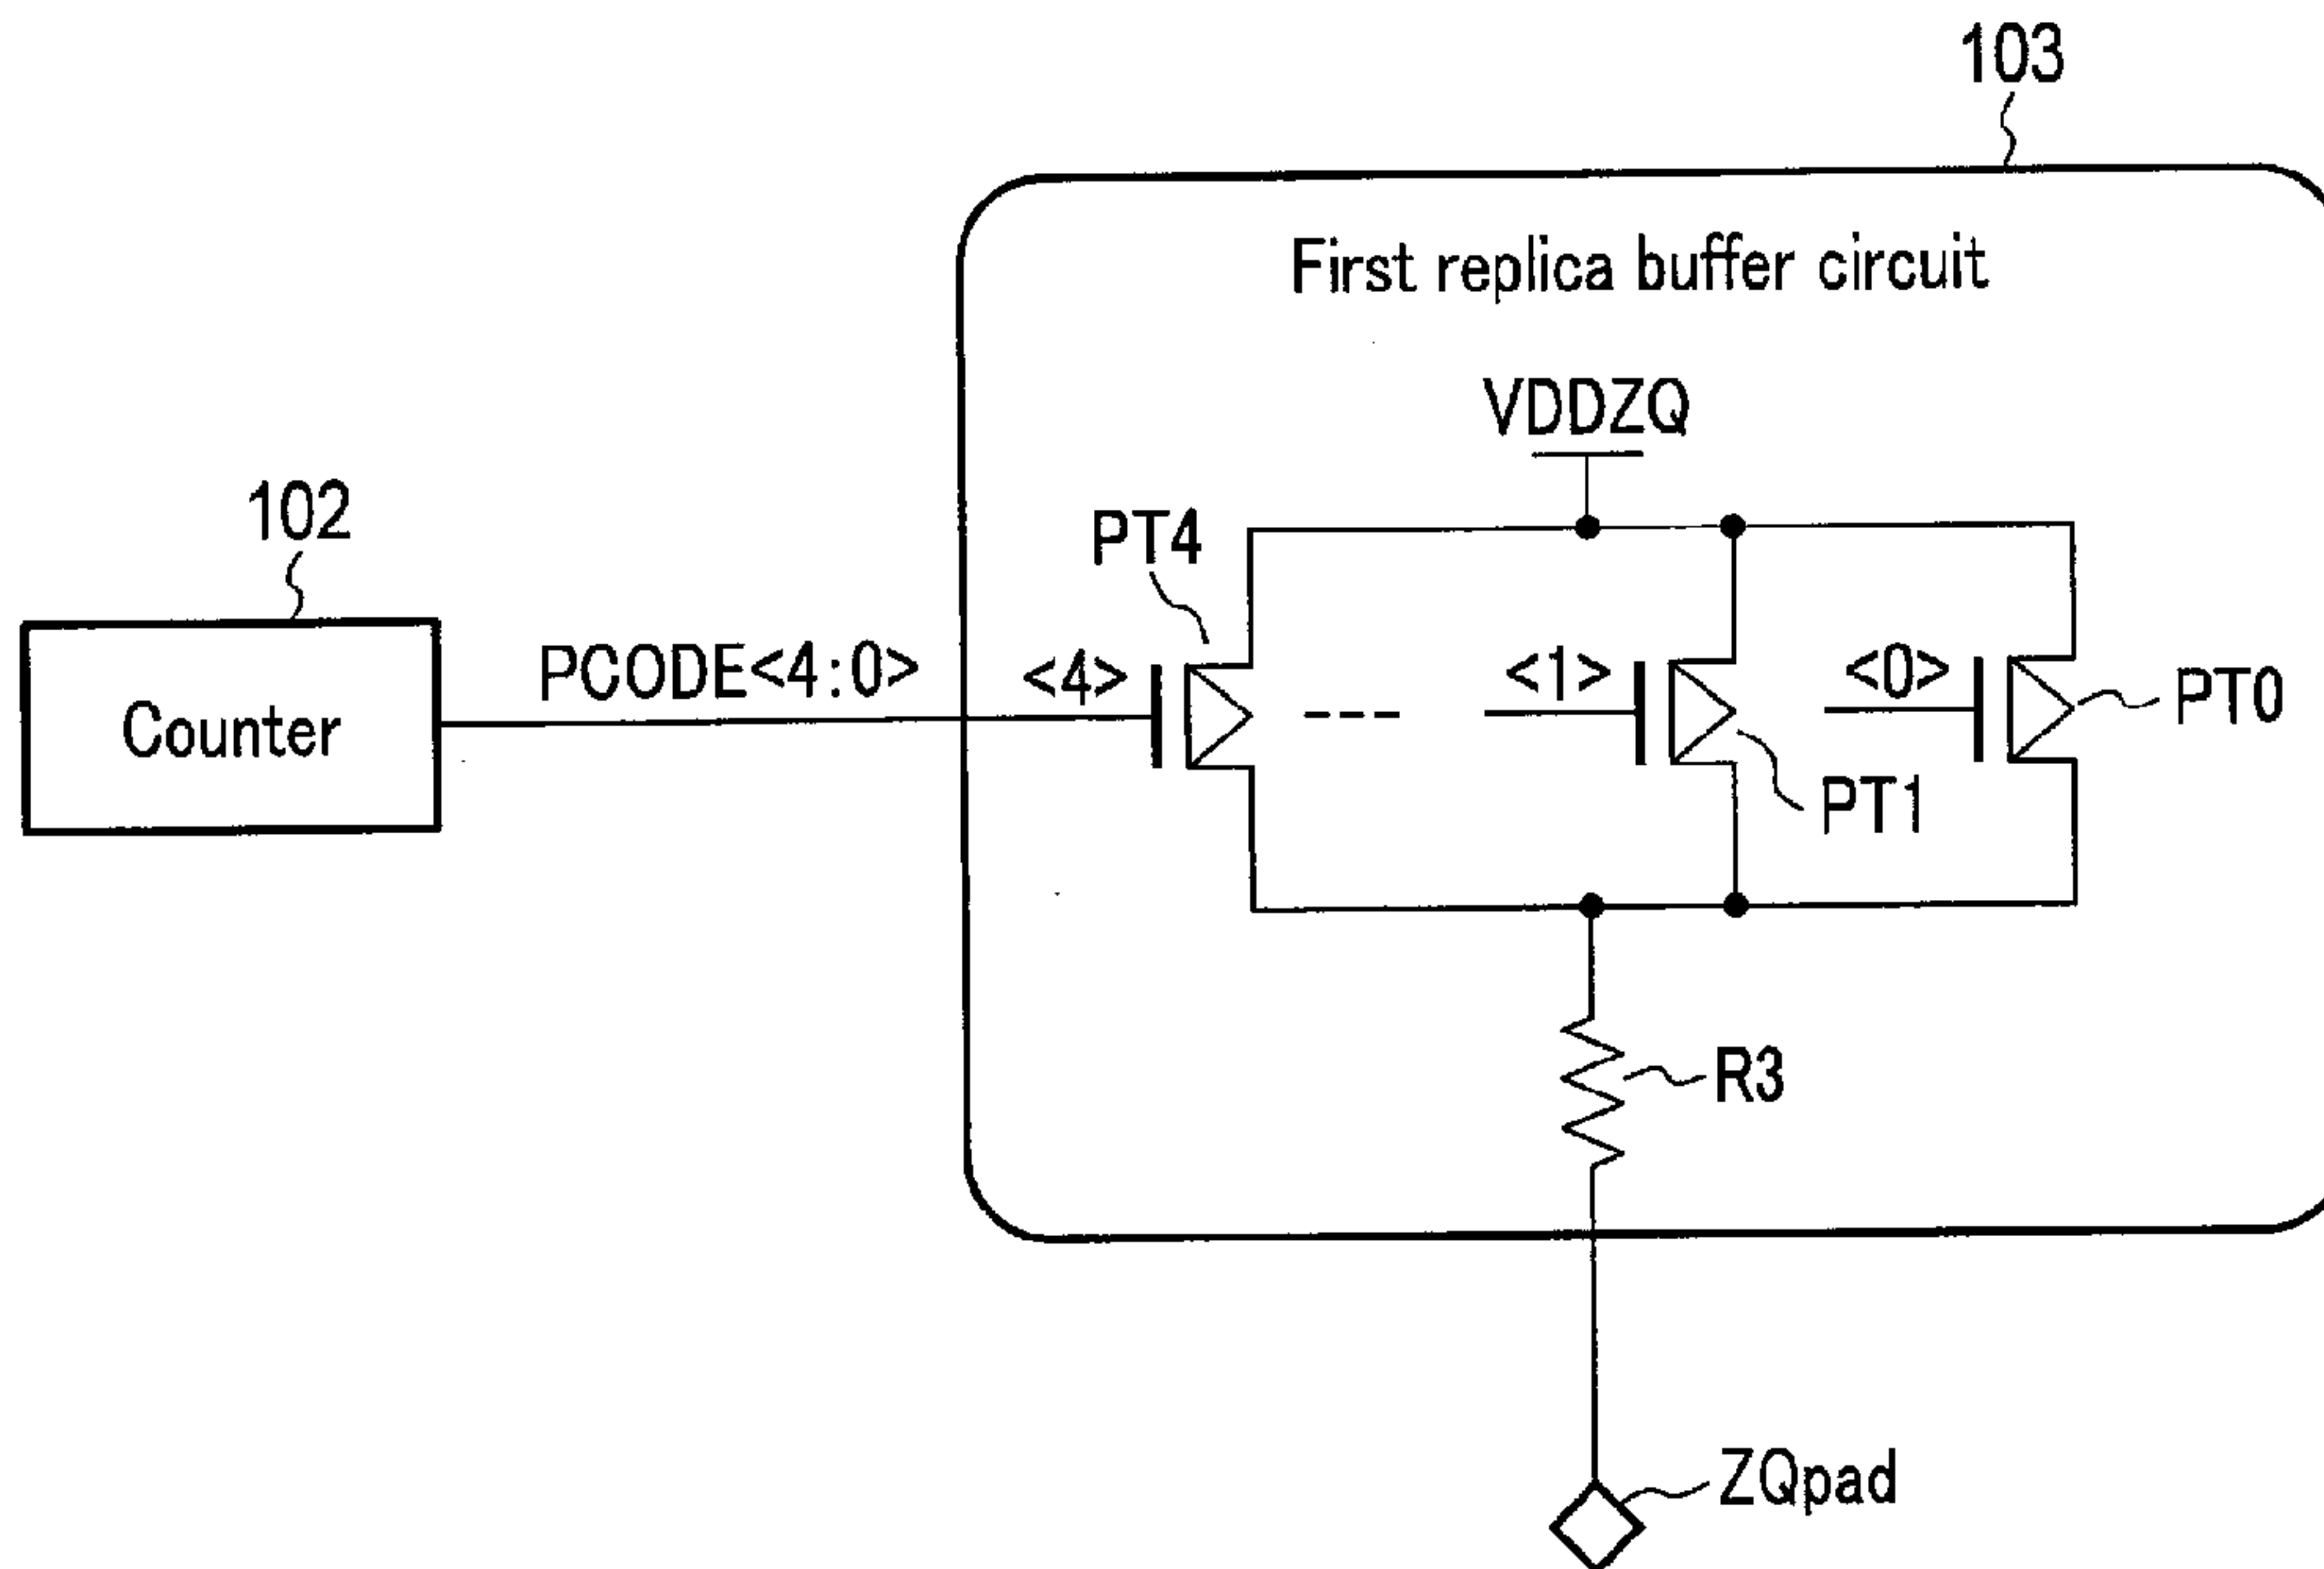 103
First replica buffer circuit
VDDZQ
102
PT4
Counter
PCODE<4:0>
<4>
<1>
<0>
PT0
PT1
R3
ZQpad